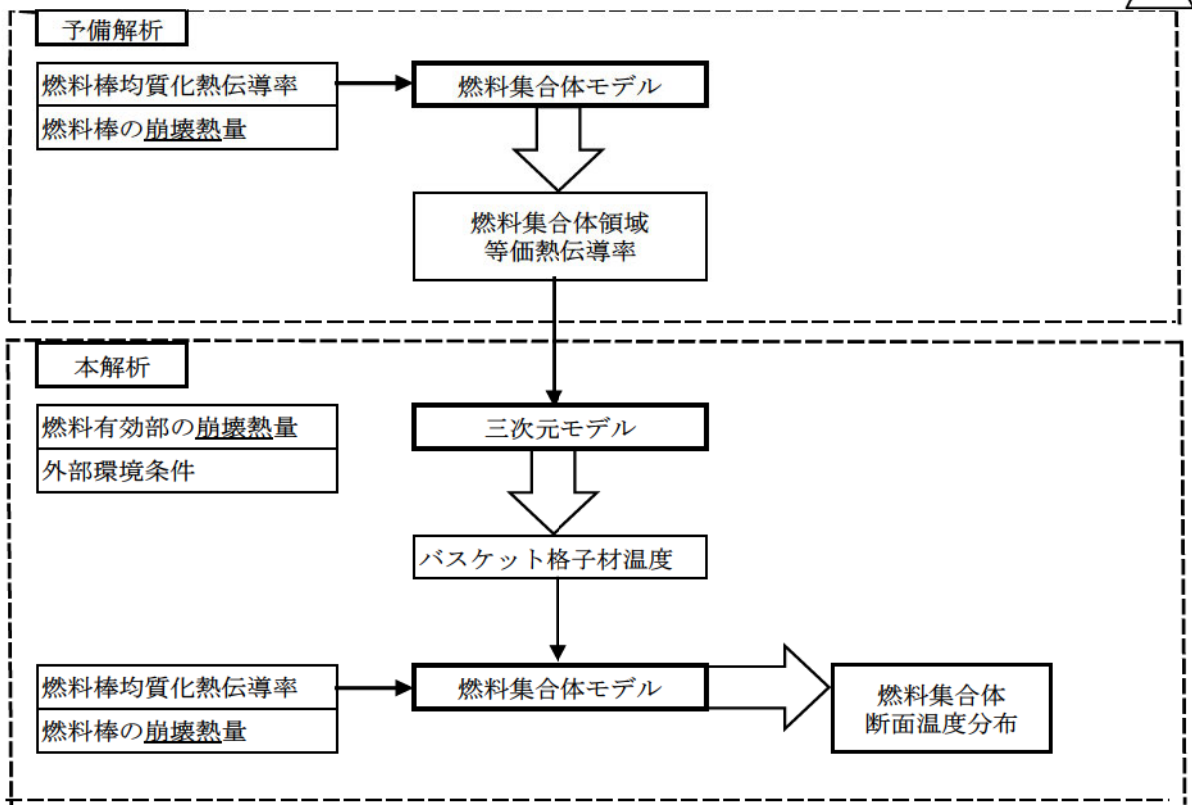 予備解析
燃料棒均質化熱伝導率
燃料集合体モデル
燃料棒の崩壊熱量
燃料集合体領域
等価熱伝導率
本解析
燃料有効部の崩壊熱量
三次元モデル
外部環境条件
バスケット格子材温度
燃料棒均質化熱伝導率
燃料集合体モデル
燃料棒の崩壊熱量
燃料集合体
断面温度分布